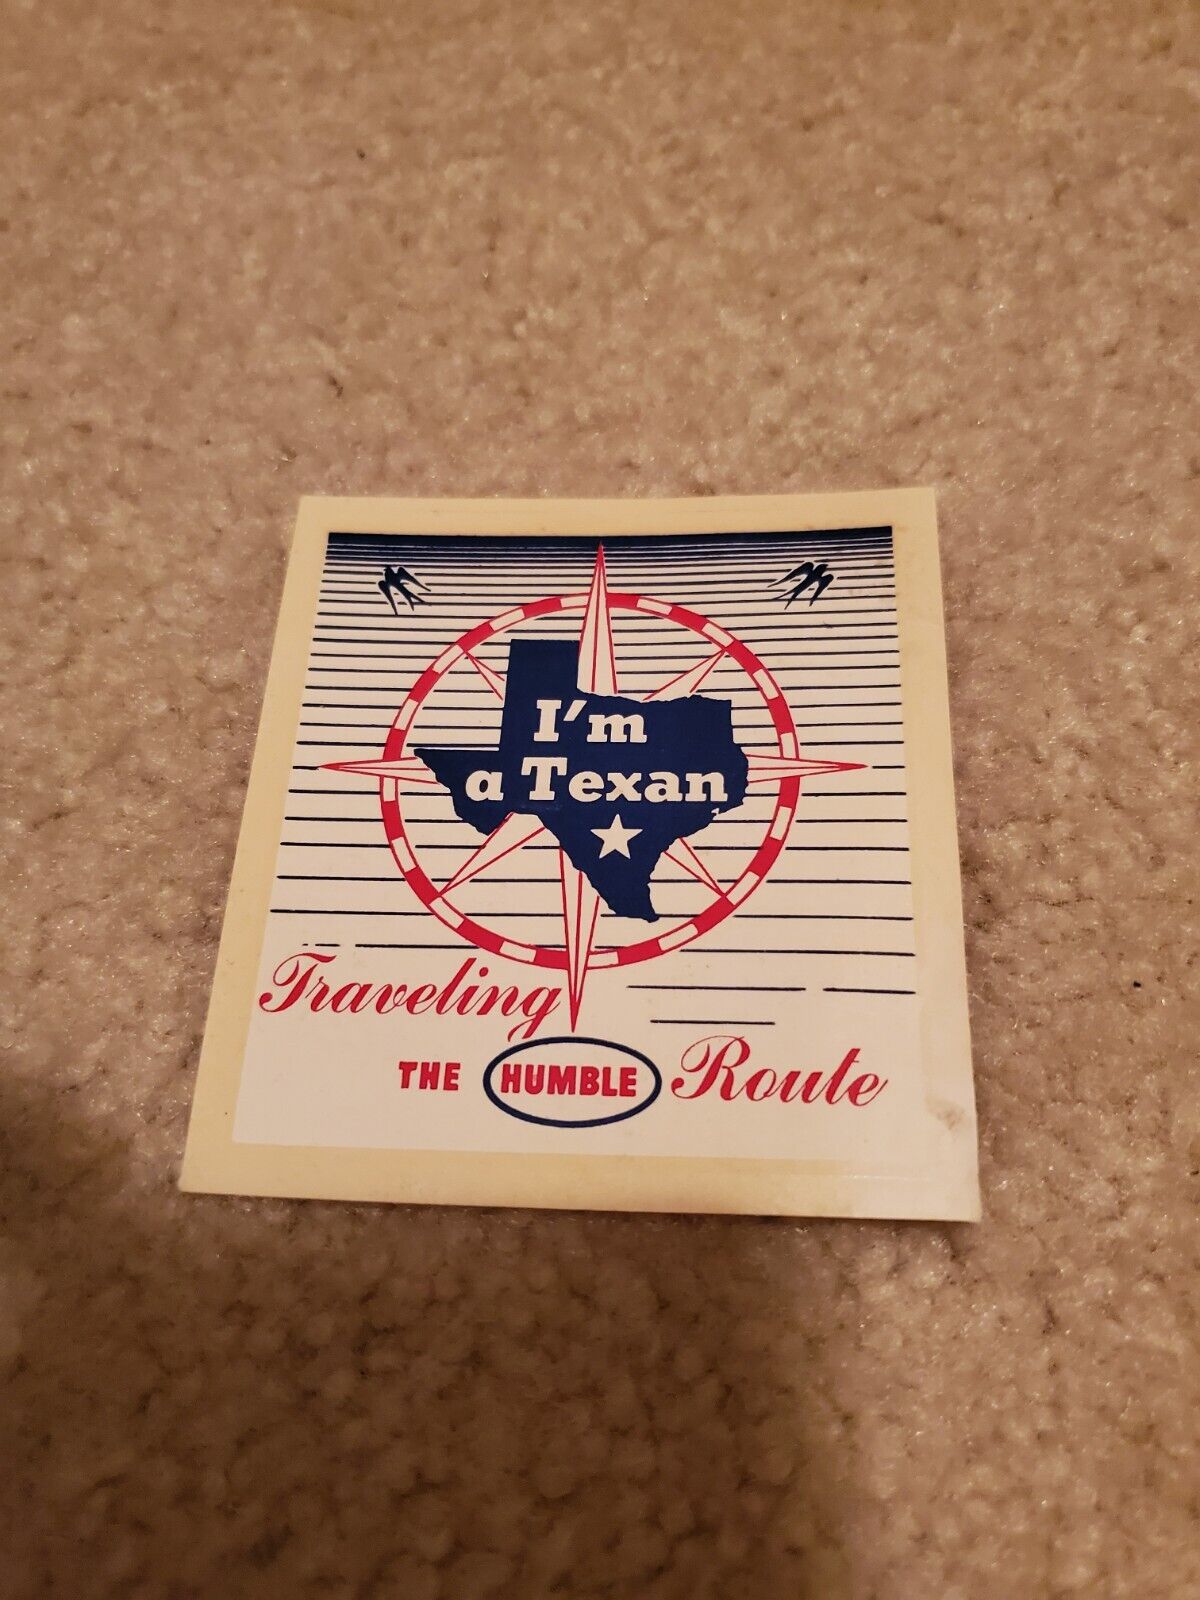 I'm
a Texan
Traveling
THE HUMBLE Route